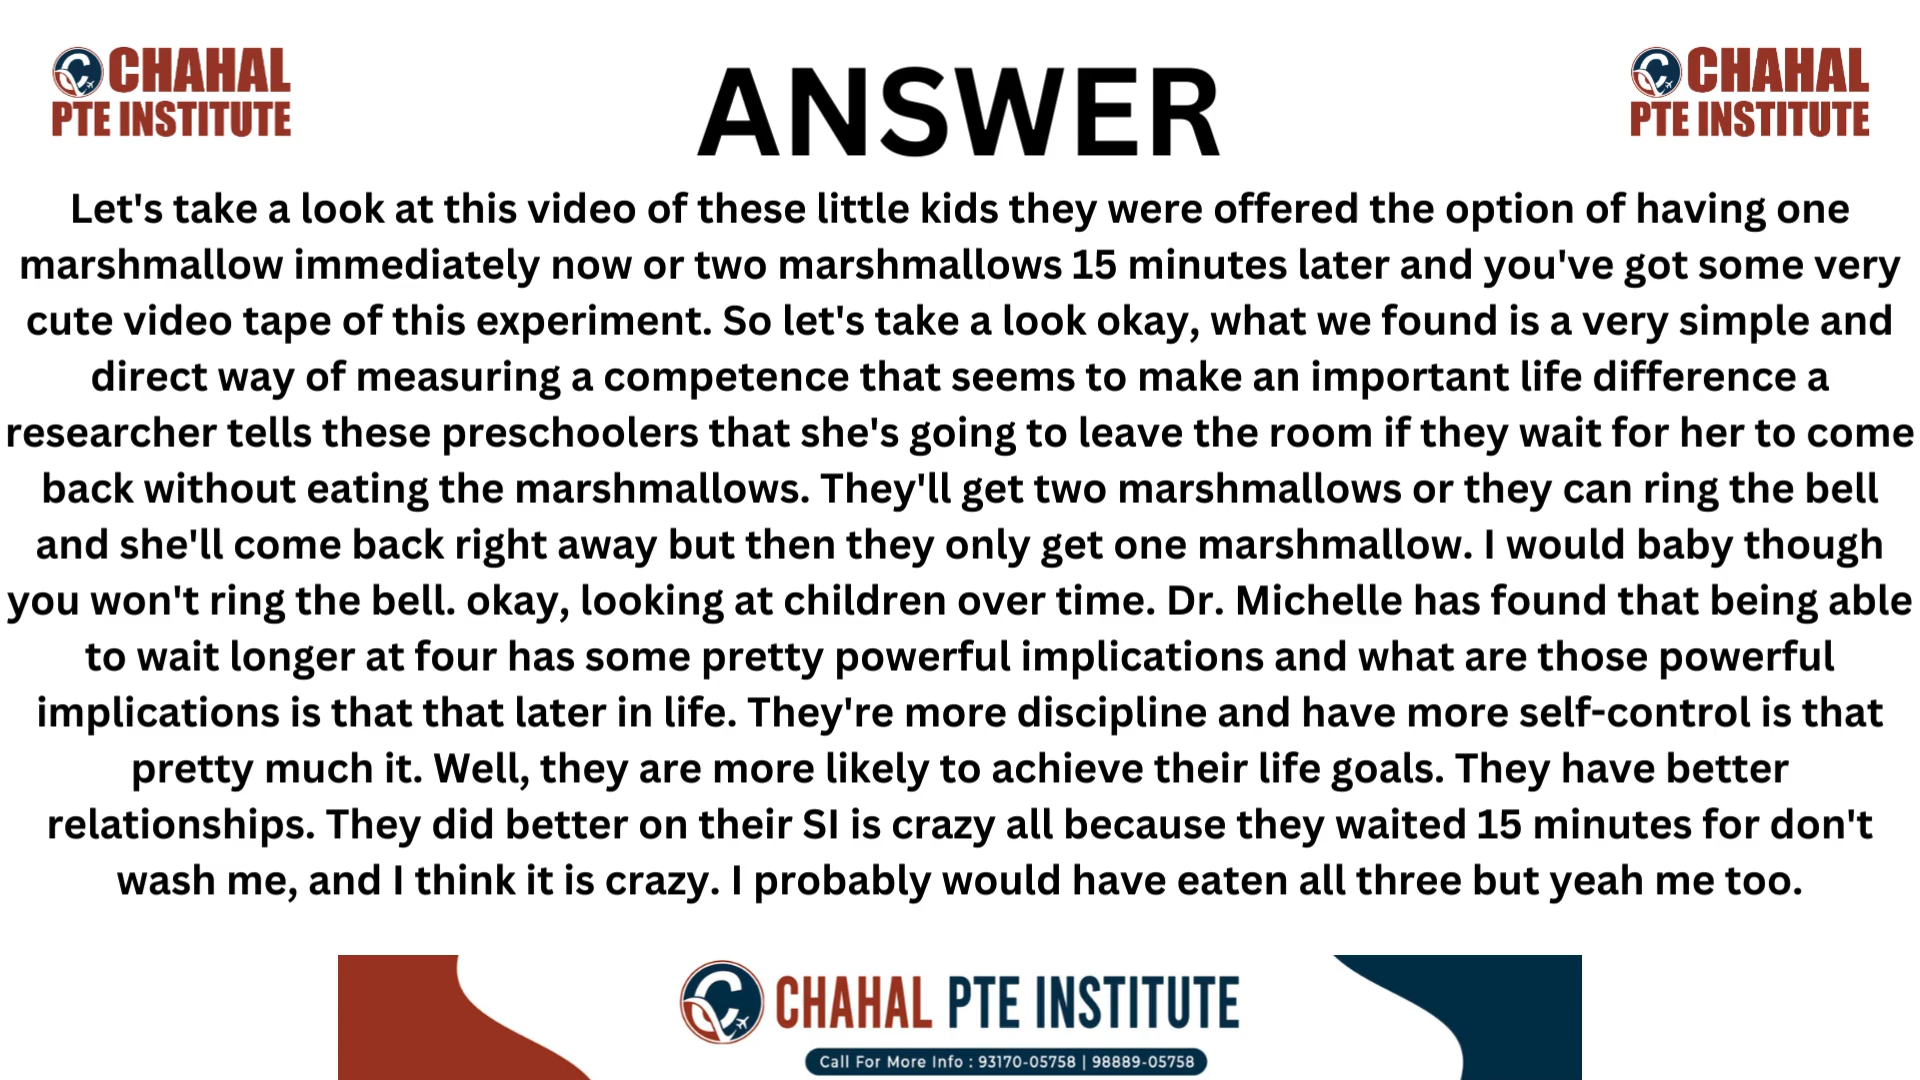 CHAHAL
PTE INSTITUTE
ANSWER
CHAHAL
PTE INSTITUTE
Let's take a look at this video of these little kids they were offered the option of having one
marshmallow immediately now or two marshmallows 15 minutes later and you've got some very
cute video tape of this experiment. So let's take a look okay, what we found is a very simple and
direct way of measuring a competence that seems to make an important life difference a
researcher tells these preschoolers that she's going to leave the room if they wait for her to come
back without eating the marshmallows. They'll get two marshmallows or they can ring the bell
and she'll come back right away but then they only get one marshmallow. I would baby though
you won't ring the bell. okay, looking at children over time. Dr. Michelle has found that being able
to wait longer at four has some pretty powerful implications and what are those powerful
implications is that that later in life. They're more discipline and have more self-control is that
pretty much it. Well, they are more likely to achieve their life goals. They have better
relationships. They did better on their SI is crazy all because they waited 15 minutes for don't
wash me, and I think it is crazy. I probably would have eaten all three but yeah me too.
CHAHAL PTE INSTITUTE
Call For More Info : 93170-05758 | 98889-05758